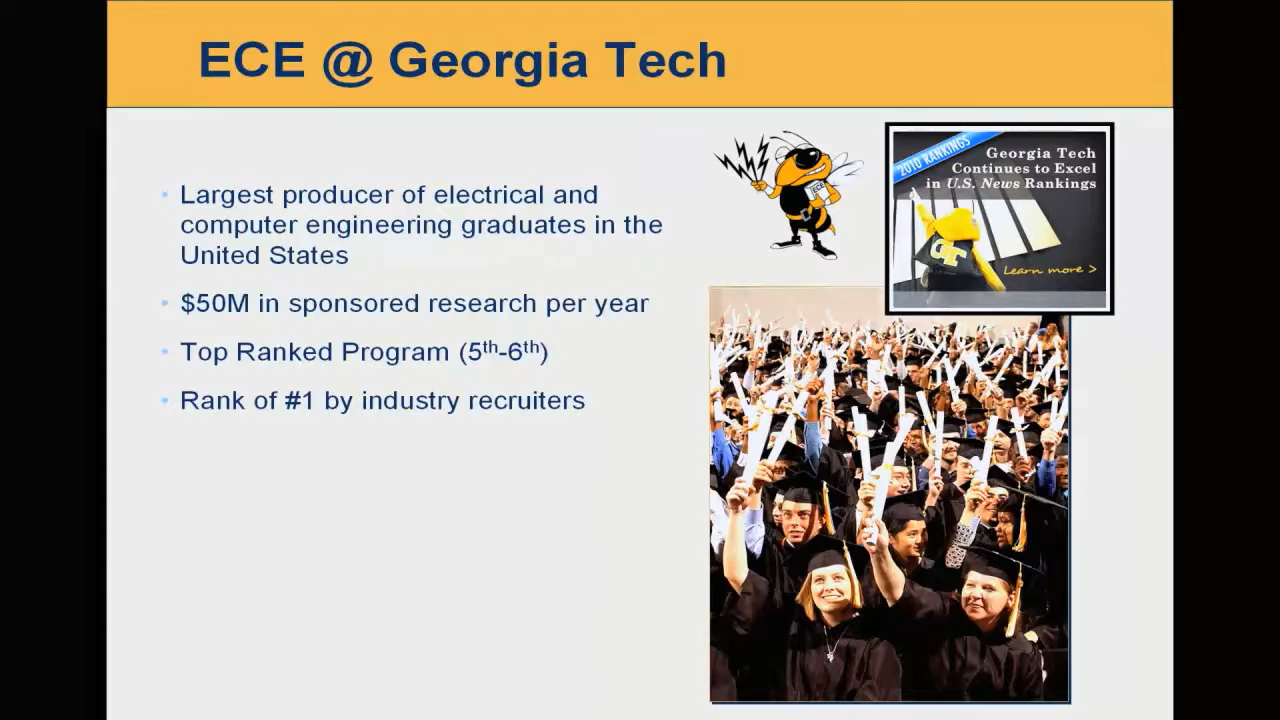 ECE @ Georgia Tech
Largest producer of electrical and
computer engineering graduates in the
United States
$50M in sponsored research per year
Top Ranked Program (5th-6th)
Rank of #1 by industry recruiters
ECE
2010 RANKINGS
Georgia Tech
Continues to Excel
in U.S. News Rankings
GT
Learn more >